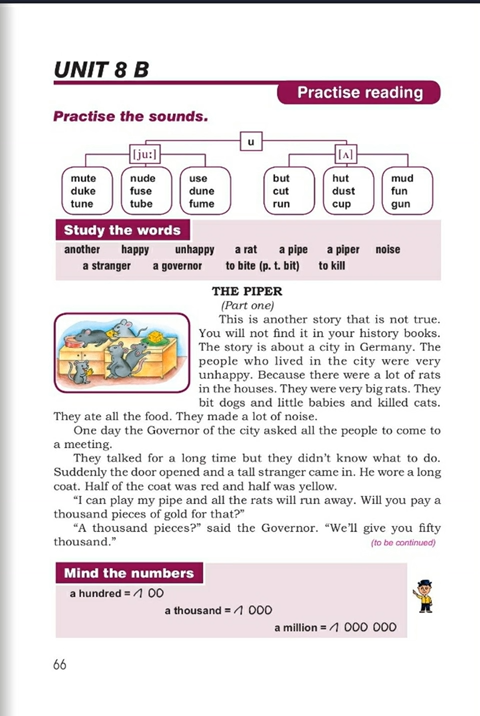 UNIT 8 B
Practise reading
Practise the sounds.
u
[ju:] [ʌ]
mute nude use but hut mud
duke fuse dune cut dust fun
tune tube fume run cup gun
Study the words
another happy unhappy a rat a pipe a piper noise
a stranger a governor to bite (p. t. bit) to kill
THE PIPER
(Part one)
This is another story that is not true.
You will not find it in your history books.
The story is about a city in Germany. The
people who lived in the city were very
unhappy. Because there were a lot of rats
in the houses. They were very big rats. They
bit dogs and little babies and killed cats.
They ate all the food. They made a lot of noise.
One day the Governor of the city asked all the people to come to
a meeting.
They talked for a long time but they didn't know what to do.
Suddenly the door opened and a tall stranger came in. He wore a long
coat. Half of the coat was red and half was yellow.
"I can play my pipe and all the rats will run away. Will you pay a
thousand pieces of gold for that?"
"A thousand pieces?" said the Governor. "We'll give you fifty
thousand."
(to be continued)
Mind the numbers
a hundred = 1 00
a thousand = 1 000
a million = 1 000 000
66